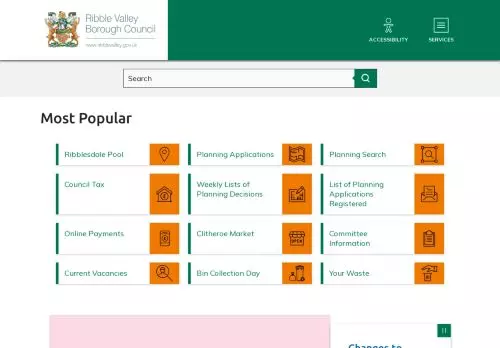 Ribble Valley
Borough Council
www.ribblevalley.gov.uk
ACCESSIBILITY
SERVICES
Search
Most Popular
Ribblesdale Pool
Planning Applications
Planning Search
Council Tax
Weekly Lists of
Planning Decisions
List of Planning
Applications
Registered
Online Payments
Clitheroe Market
OPEN
Committee
Information
Current Vacancies
Bin Collection Day
Your Waste
Changes to